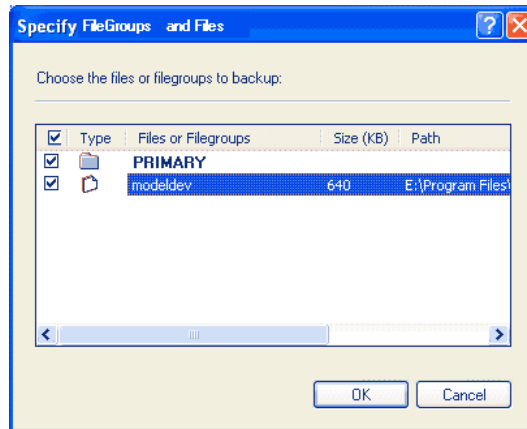 Specify FileGroups and Files
Choose the files or filegroups to backup:
Type Files or Filegroups Size (KB) Path
PRIMARY
modeldev 640 E:\Program Files\
OK Cancel